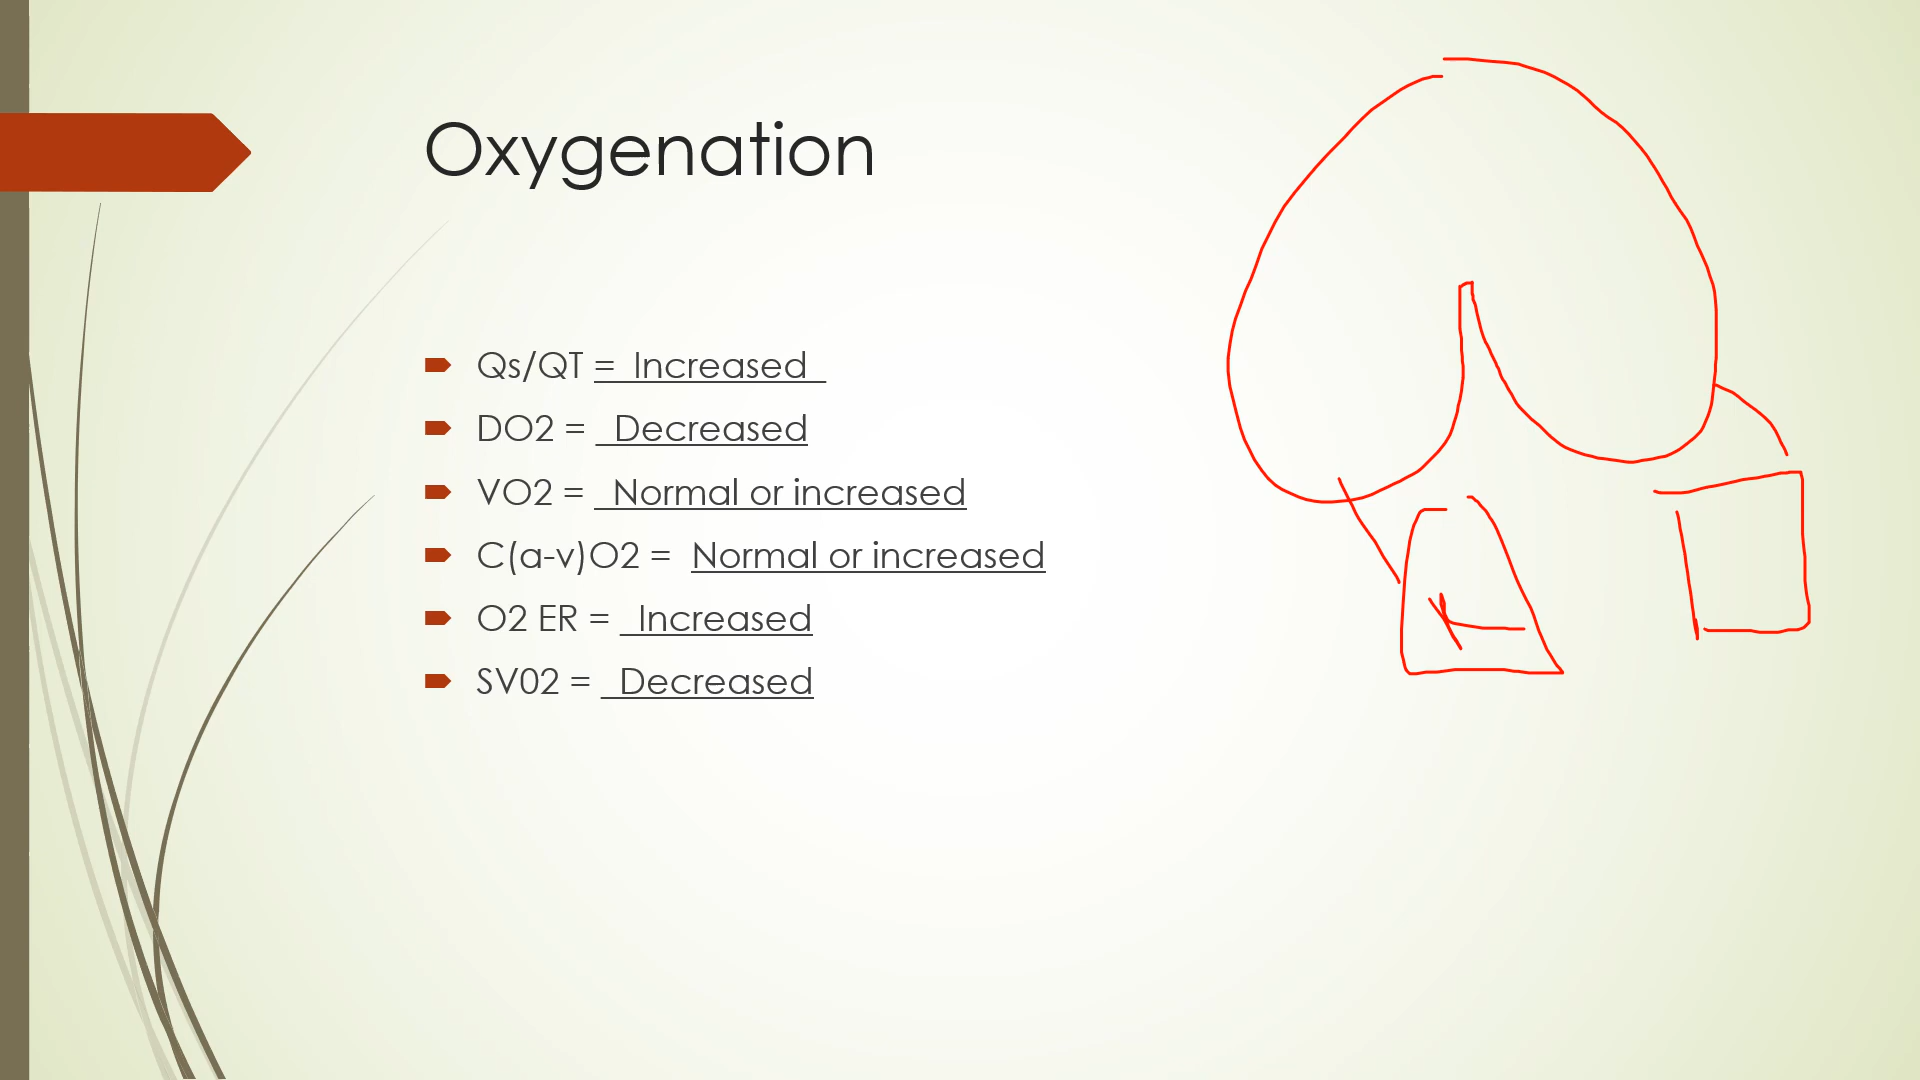 Oxygenation
Qs/QT = Increased
DO2 = Decreased
VO2 = Normal or increased
C(a-v)O2 = Normal or increased
O2 ER = Increased
SV02 = Decreased